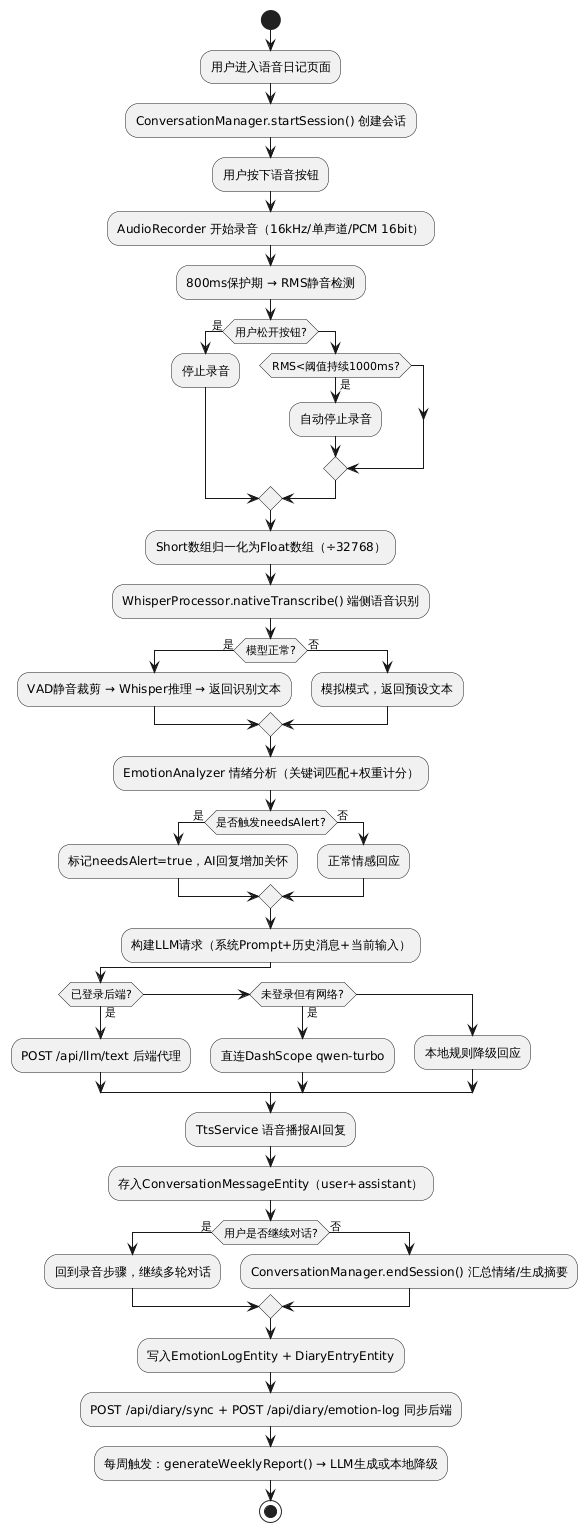 用户进入语音日记页面
ConversationManager.startSession() 创建会话
用户按下语音按钮
AudioRecorder 开始录音（16kHz/单声道/PCM 16bit）
800ms保护期 → RMS静音检测
用户松开按钮?
是
停止录音
RMS<阈值持续1000ms?
是
自动停止录音
Short数组归一化为Float数组（÷32768）
WhisperProcessor.nativeTranscribe() 端侧语音识别
模型正常?
是
否
VAD静音裁剪 → Whisper推理 → 返回识别文本
模拟模式，返回预设文本
EmotionAnalyzer 情绪分析（关键词匹配+权重计分）
是否触发needsAlert?
是
否
标记needsAlert=true，AI回复增加关怀
正常情感回应
构建LLM请求（系统Prompt+历史消息+当前输入）
已登录后端?
未登录但有网络?
是
是
POST /api/llm/text 后端代理
直连DashScope qwen-turbo
本地规则降级回应
TtsService 语音播报AI回复
存入ConversationMessageEntity（user+assistant）
用户是否继续对话?
是
否
回到录音步骤，继续多轮对话
ConversationManager.endSession() 汇总情绪/生成摘要
写入EmotionLogEntity + DiaryEntryEntity
POST /api/diary/sync + POST /api/diary/emotion-log 同步后端
每周触发：generateWeeklyReport() → LLM生成或本地降级